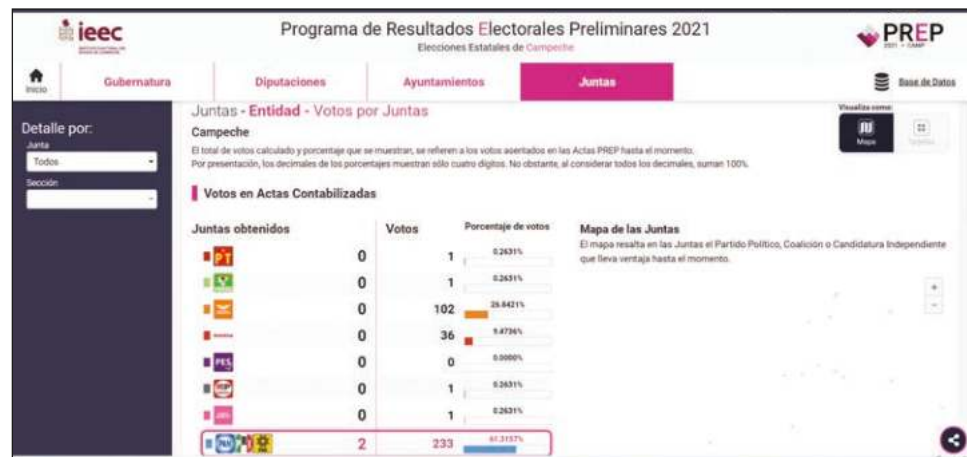 ieec
Programa de Resultados Electorales Preliminares 2021
Elecciones Estatales de Campeche
PREP
2021 - CAMP
Inicio
Gubernatura
Diputaciones
Ayuntamientos
Juntas
Base de Datos
Detalle por:
Junta
Todos
Sección
Juntas - Entidad - Votos por Juntas
Campeche
El total de votos calculado y porcentaje que se muestran, se refieren a los votos asentados en las Actas PREP hasta el momento.
Por presentación, los decimales de los porcentajes muestran sólo cuatro dígitos. No obstante, al considerar todos los decimales, suman 100%.
Visualiza como:
Mapa
Votos en Actas Contabilizadas
Juntas obtenidos Votos Porcentaje de votos
PT 0 1 0.2631%
0 1 0.2631%
0 102 26.8421%
0 36 9.4736%
PES 0 0 0.0000%
0 1 0.2631%
0 1 0.2631%
PAN 2 233 61.3157%
Mapa de las Juntas
El mapa resalta en las Juntas el Partido Político, Coalición o Candidatura Independiente
que lleva ventaja hasta el momento.
+
-